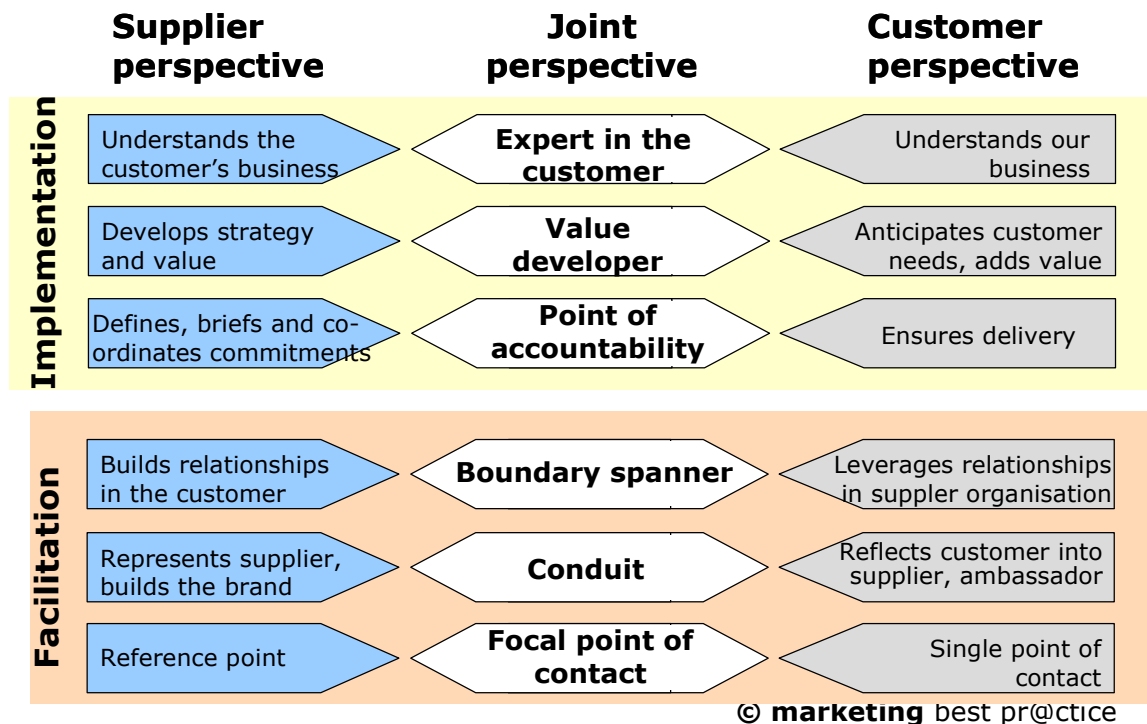 Supplier
perspective
Joint
perspective
Customer
perspective
Implementation
Understands the
customer's business
Expert in the
customer
Understands our
business
Develops strategy
and value
Value
developer
Anticipates customer
needs, adds value
Defines, briefs and co-
ordinates commitments
Point of
accountability
Ensures delivery
Facilitation
Builds relationships
in the customer
Boundary spanner
Leverages relationships
in suppler organisation
Represents supplier,
builds the brand
Conduit
Reflects customer into
supplier, ambassador
Reference point
Focal point of
contact
Single point of
contact
© marketing best pr@ctice